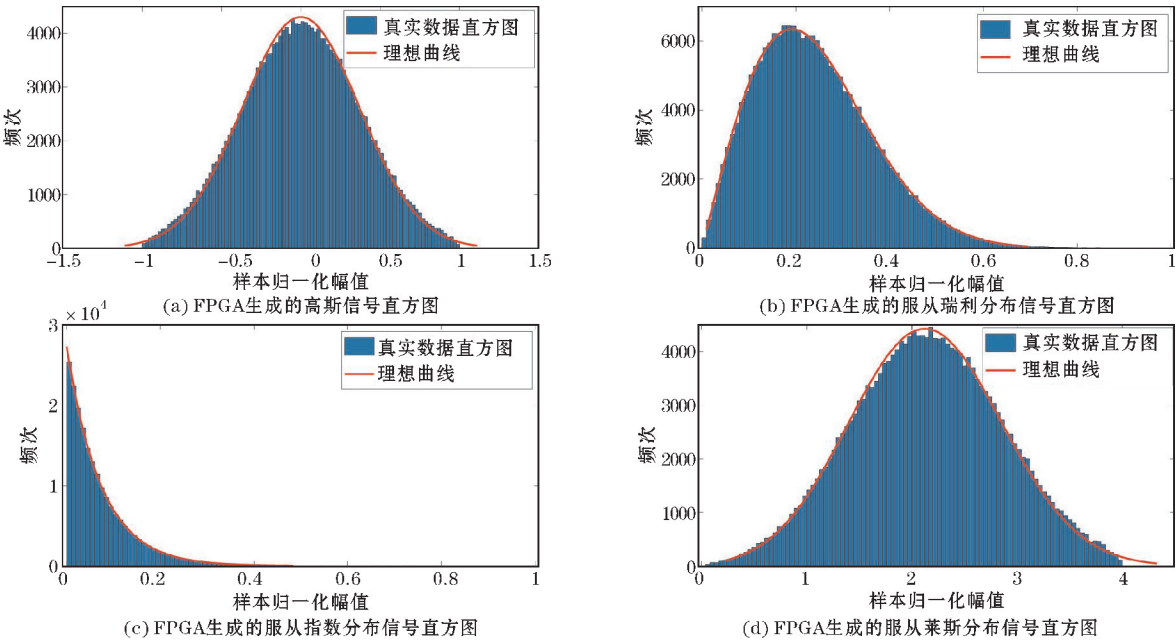 4000
3000
2000
1000
0
频次
真实数据直方图
理想曲线
-1.5
-1
-0.5
0
0.5
1
1.5
样本归一化幅值
(a) FPGA生成的高斯信号直方图
6000
4000
2000
0
频次
真实数据直方图
理想曲线
0
0.2
0.4
0.6
0.8
1
样本归一化幅值
(b) FPGA生成的服从瑞利分布信号直方图
×10⁴
3
2
1
0
频次
真实数据直方图
理想曲线
0
0.2
0.4
0.6
0.8
1
样本归一化幅值
(c) FPGA生成的服从指数分布信号直方图
4000
3000
2000
1000
0
频次
真实数据直方图
理想曲线
0
1
2
3
4
样本归一化幅值
(d) FPGA生成的服从莱斯分布信号直方图